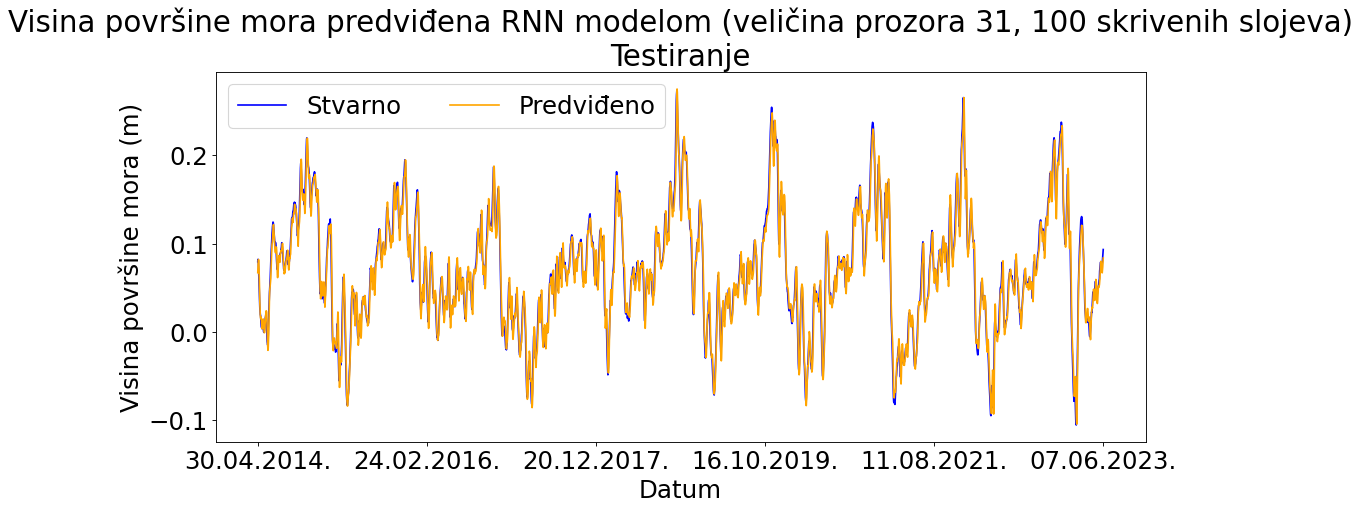 Visina površine mora predviđena RNN modelom (veličina prozora 31, 100 skrivenih slojeva)
Testiranje
Stvarno
Predviđeno
Visina površine mora (m)
0.2
0.1
0.0
−0.1
30.04.2014.
24.02.2016.
20.12.2017.
16.10.2019.
11.08.2021.
07.06.2023.
Datum